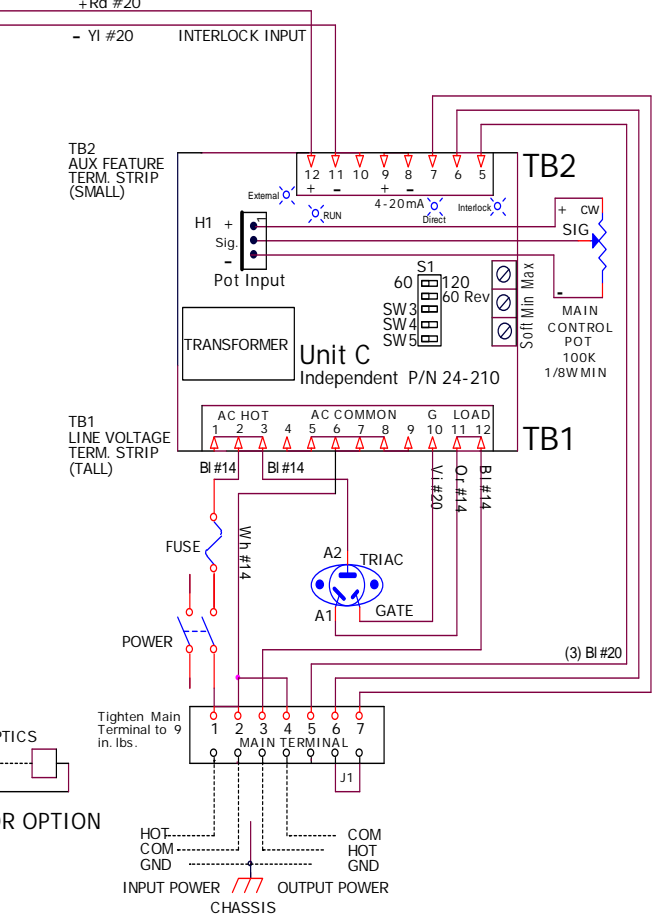 +Rd #20
- Yl #20 INTERLOCK INPUT
TB2
AUX FEATURE
TERM. STRIP
(SMALL)
12 11 10 9 8 7 6 5
+ - + -
TB2
4-20mA
External
RUN
Direct
Interlock
H1 +
Sig.
-
1
Pot Input
+ CW
SIG
-
MAIN
CONTROL
POT
100K
1/8W MIN
S1
60 120
60 Rev
SW3
SW4
SW5
Soft Min Max
TRANSFORMER
Unit C
Independent P/N 24-210
TB1
LINE VOLTAGE
TERM. STRIP
(TALL)
AC HOT AC COMMON G LOAD
1 2 3 4 5 6 7 8 9 10 11 12
TB1
Bl #14 Bl #14
Wh #14
Vi #20
Or #14
Bl #14
FUSE
A2
TRIAC
A1
GATE
POWER
(3) Bl #20
Tighten Main
Terminal to 9
in. lbs.
1 2 3 4 5 6 7
MAIN TERMINAL
J1
PTICS
OR OPTION
HOT COM
COM HOT
GND GND
INPUT POWER OUTPUT POWER
CHASSIS